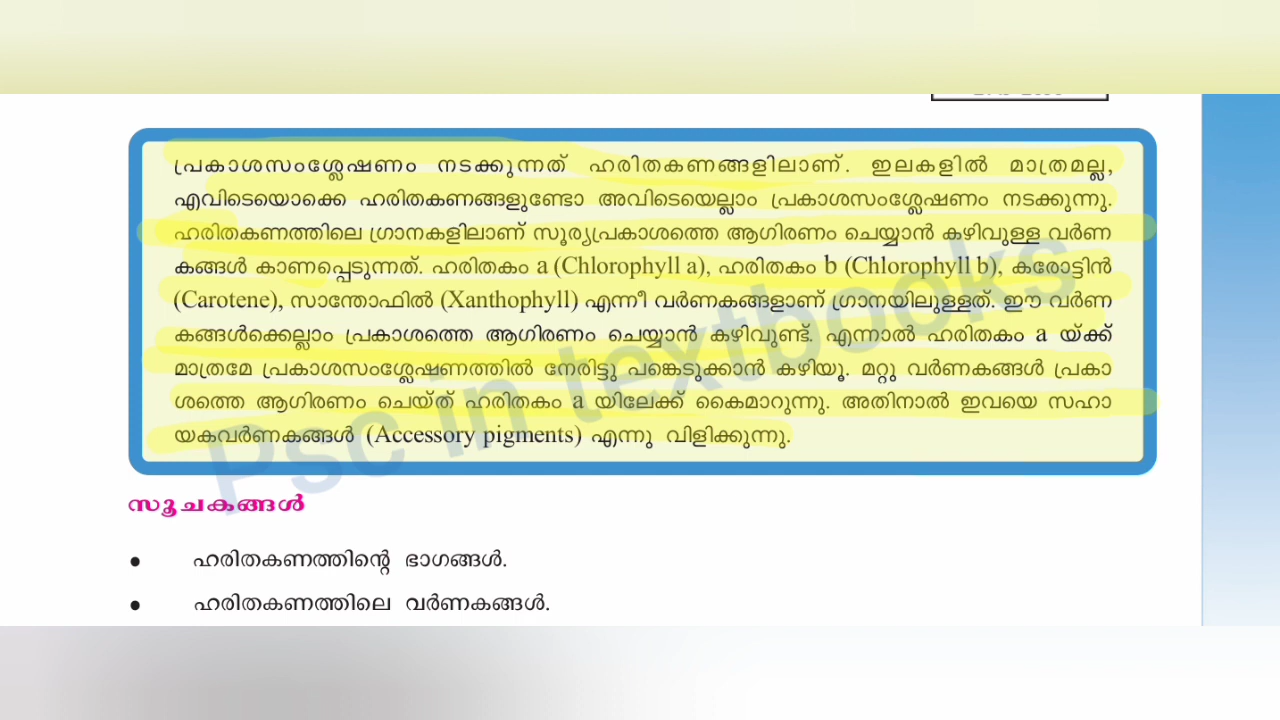 പ്രകാശസംശ്ലേഷണം നടക്കുന്നത് ഹരിതകണങ്ങളിലാണ്. ഇലകളിൽ മാത്രമല്ല,
എവിടെയൊക്കെ ഹരിതകണങ്ങളുണ്ടോ അവിടെയെല്ലാം പ്രകാശസംശ്ലേഷണം നടക്കുന്നു.
ഹരിതകണത്തിലെ ഗ്രാനകളിലാണ് സൂര്യപ്രകാശത്തെ ആഗിരണം ചെയ്യാൻ കഴിവുള്ള വർണ
കങ്ങൾ കാണപ്പെടുന്നത്. ഹരിതകം a (Chlorophyll a), ഹരിതകം b (Chlorophyll b), കരോട്ടിൻ
(Carotene), സാന്തോഫിൽ (Xanthophyll) എന്നീ വർണകങ്ങളാണ് ഗ്രാനയിലുള്ളത്. ഈ വർണ
കങ്ങൾക്കെല്ലാം പ്രകാശത്തെ ആഗിരണം ചെയ്യാൻ കഴിവുണ്ട്. എന്നാൽ ഹരിതകം a യ്ക്ക്
മാത്രമേ പ്രകാശസംശ്ലേഷണത്തിൽ നേരിട്ടു പങ്കെടുക്കാൻ കഴിയൂ. മറ്റു വർണകങ്ങൾ പ്രകാ
ശത്തെ ആഗിരണം ചെയ്ത് ഹരിതകം a യിലേക്ക് കൈമാറുന്നു. അതിനാൽ ഇവയെ സഹാ
യകവർണകങ്ങൾ (Accessory pigments) എന്നു വിളിക്കുന്നു.
Psc in textbooks
സൂചകങ്ങൾ
• ഹരിതകണത്തിന്റെ ഭാഗങ്ങൾ.
• ഹരിതകണത്തിലെ വർണകങ്ങൾ.